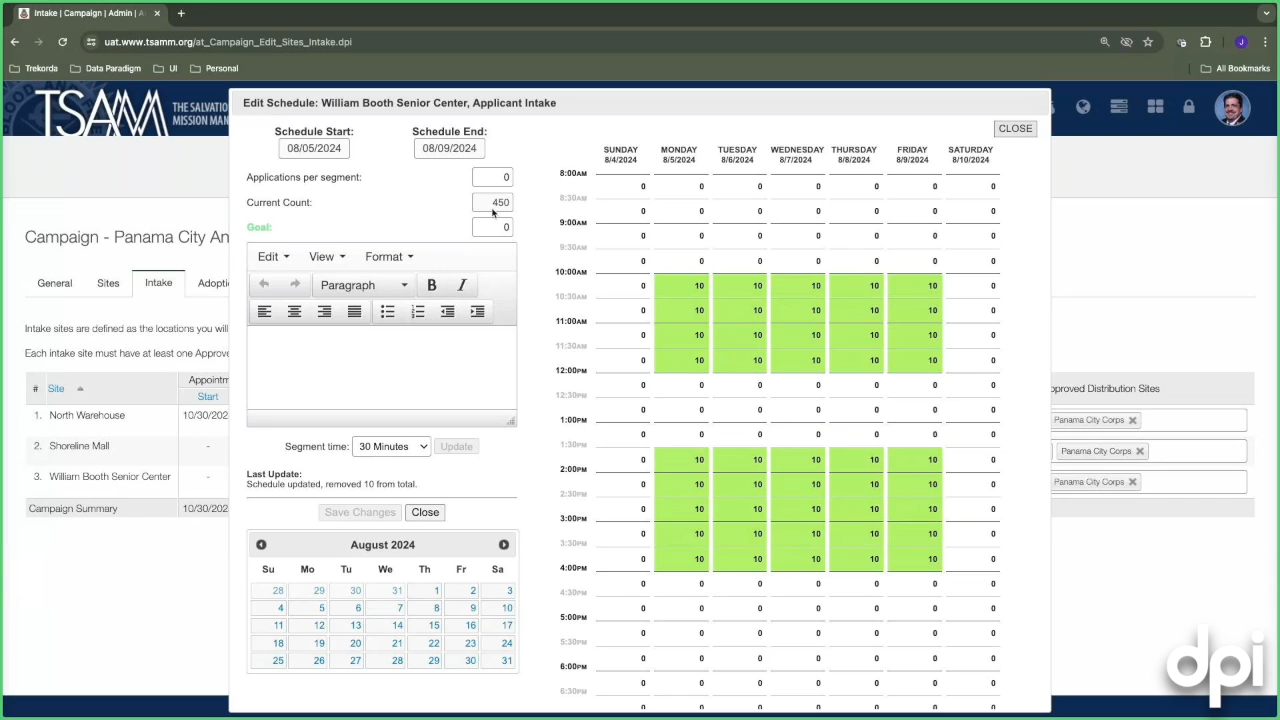 Intake | Campaign | Admin | A
uat.www.tsamm.org/at_Campaign_Edit_Sites_Intake.dpi
J
Trekorda
Data Paradigm
UI
Personal
All Bookmarks
TSAMM
THE SALVA
MISSION MAN
Edit Schedule: William Booth Senior Center, Applicant Intake
CLOSE
Schedule Start:
Schedule End:
08/05/2024
08/09/2024
Applications per segment:
0
Current Count:
450
Goal:
0
Edit
View
Format
Paragraph
B
I
Segment time:
30 Minutes
Update
Last Update:
Schedule updated, removed 10 from total.
Save Changes
Close
August 2024
Su Mo Tu We Th Fr Sa
28 29 30 31 1 2 3
4 5 6 7 8 9 10
11 12 13 14 15 16 17
18 19 20 21 22 23 24
25 26 27 28 29 30 31
SUNDAY MONDAY TUESDAY WEDNESDAY THURSDAY FRIDAY SATURDAY
8/4/2024 8/5/2024 8/6/2024 8/7/2024 8/8/2024 8/9/2024 8/10/2024
8:00AM
0 0 0 0 0 0 0
8:30AM
0 0 0 0 0 0 0
9:00AM
0 0 0 0 0 0 0
9:30AM
0 0 0 0 0 0 0
10:00AM
0 10 10 10 10 10 0
10:30AM
0 10 10 10 10 10 0
11:00AM
0 10 10 10 10 10 0
11:30AM
0 10 10 10 10 10 0
12:00PM
0 0 0 0 0 0 0
12:30PM
0 0 0 0 0 0 0
1:00PM
0 0 0 0 0 0 0
1:30PM
0 10 10 10 10 10 0
2:00PM
0 10 10 10 10 10 0
2:30PM
0 10 10 10 10 10 0
3:00PM
0 10 10 10 10 10 0
3:30PM
0 10 10 10 10 10 0
4:00PM
0 0 0 0 0 0 0
4:30PM
0 0 0 0 0 0 0
5:00PM
0 0 0 0 0 0 0
5:30PM
0 0 0 0 0 0 0
6:00PM
0 0 0 0 0 0 0
6:30PM
0 0 0 0 0 0 0
Campaign - Panama City An
General
Sites
Intake
Adopti
Intake sites are defined as the locations you will
Each intake site must have at least one Approve
# Site
Appointm
Start
pproved Distribution Sites
1. North Warehouse 10/30/202
Panama City Corps
2. Shoreline Mall -
Panama City Corps
3. William Booth Senior Center -
Panama City Corps
Campaign Summary 10/30/202
dpi